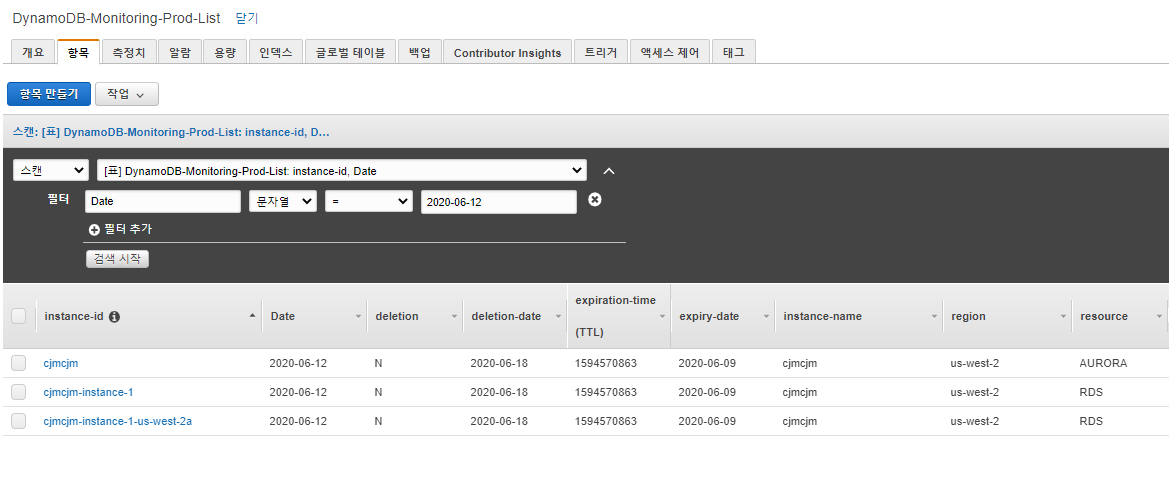 DynamoDB-Monitoring-Prod-List 닫기
개요 항목 측정치 알람 용량 인덱스 글로벌 테이블 백업 Contributor Insights 트리거 액세스 제어 태그
항목 만들기 작업
스캔: [표] DynamoDB-Monitoring-Prod-List: instance-id, D...
스캔 [표] DynamoDB-Monitoring-Prod-List: instance-id, Date
필터 Date 문자열 = 2020-06-12
필터 추가
검색 시작
instance-id Date deletion deletion-date expiration-time (TTL) expiry-date instance-name region resource
cjmcjm 2020-06-12 N 2020-06-18 1594570863 2020-06-09 cjmcjm us-west-2 AURORA
cjmcjm-instance-1 2020-06-12 N 2020-06-18 1594570863 2020-06-09 cjmcjm us-west-2 RDS
cjmcjm-instance-1-us-west-2a 2020-06-12 N 2020-06-18 1594570863 2020-06-09 cjmcjm us-west-2 RDS